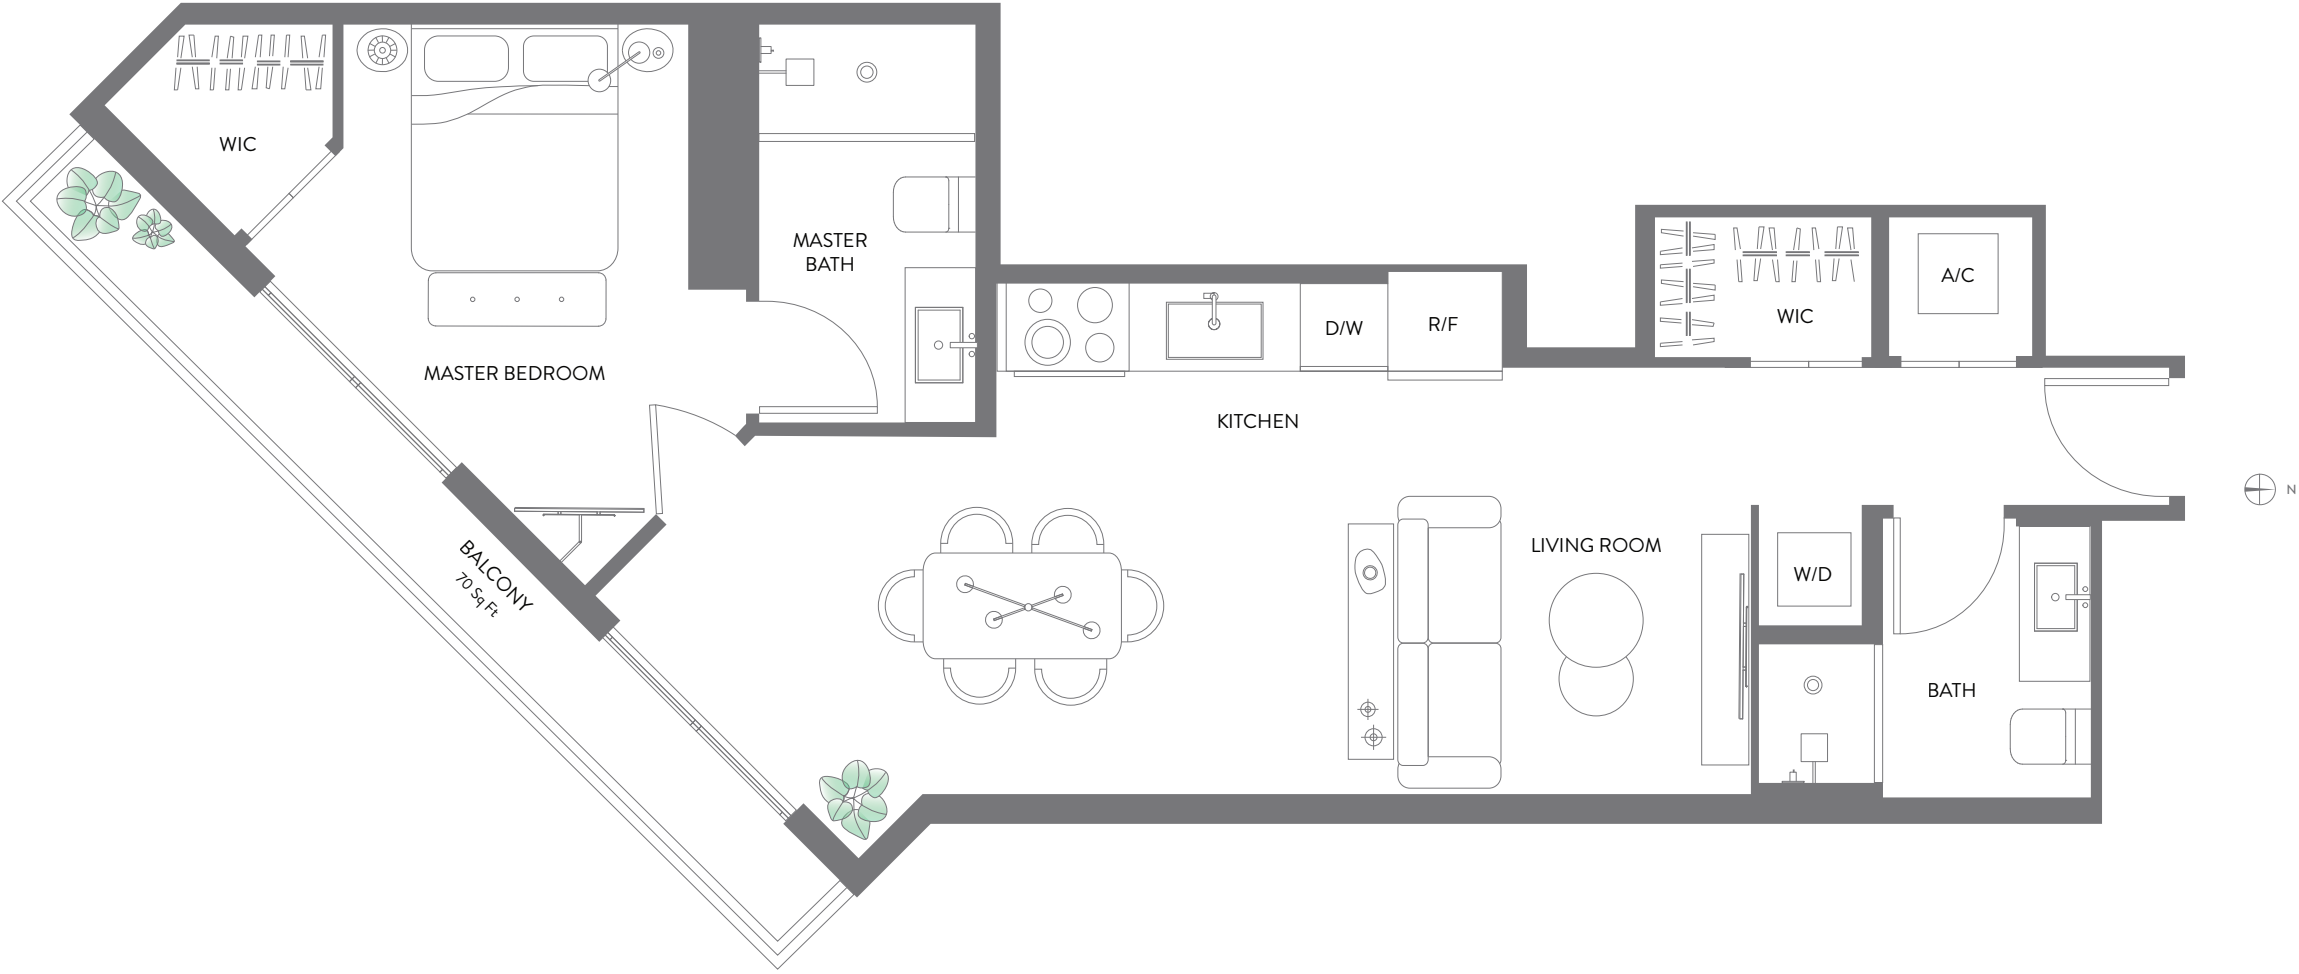 WIC
MASTER
BATH
MASTER BEDROOM
D/W
R/F
WIC
A/C
KITCHEN
N
LIVING ROOM
W/D
BALCONY
70 Sq Ft
BATH